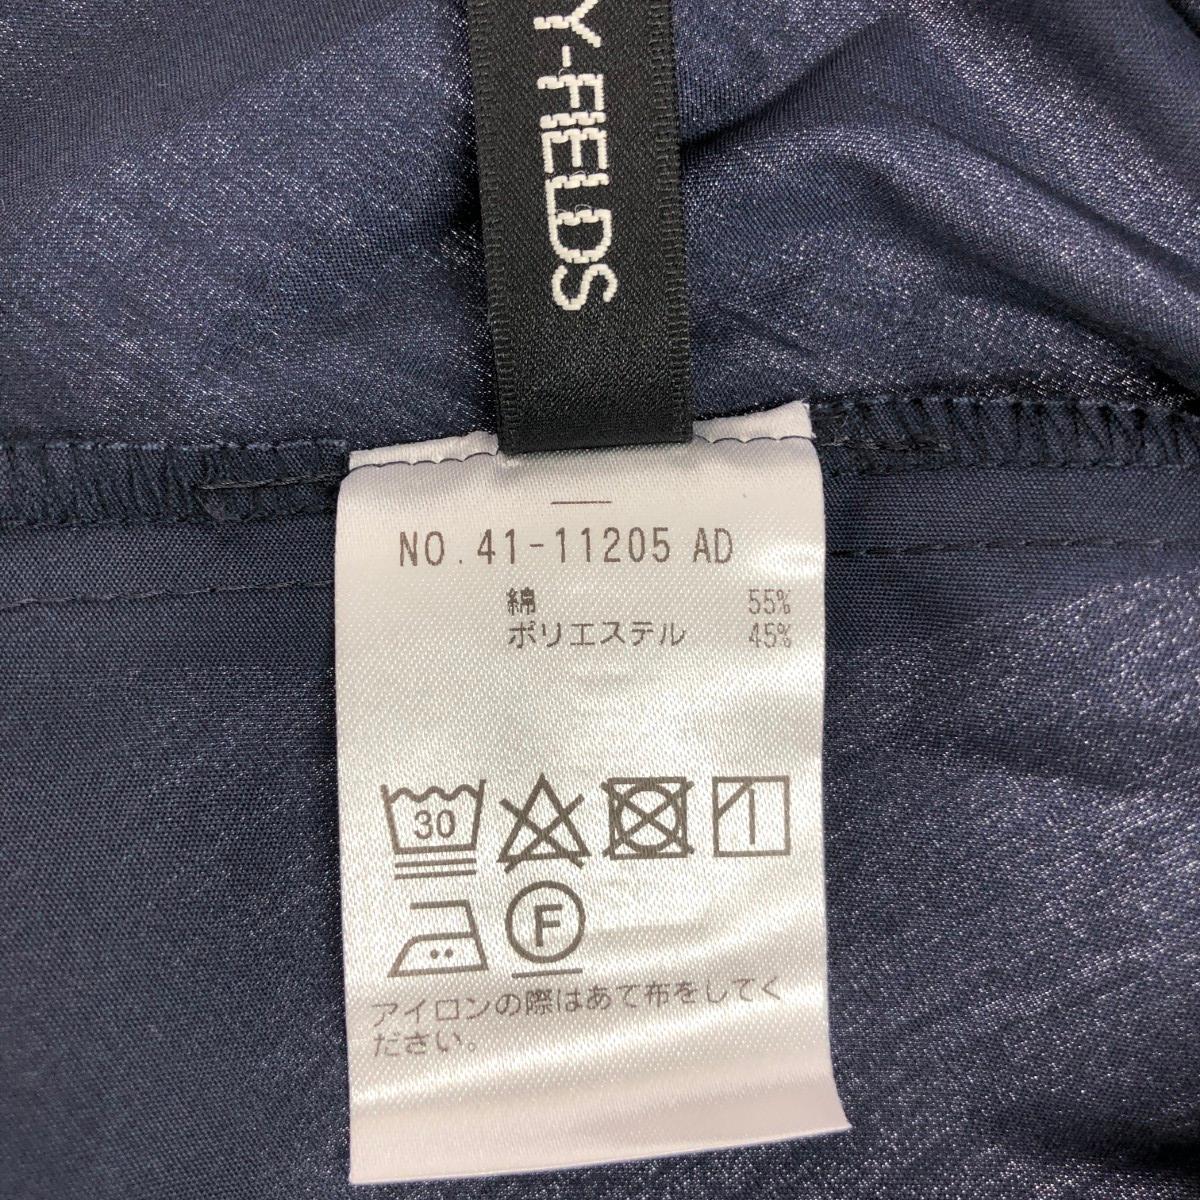 Y-FIELDS
NO.41-11205 AD
綿 55%
ポリエステル 45%
30
F
アイロンの際はあて布をしてく
ださい。